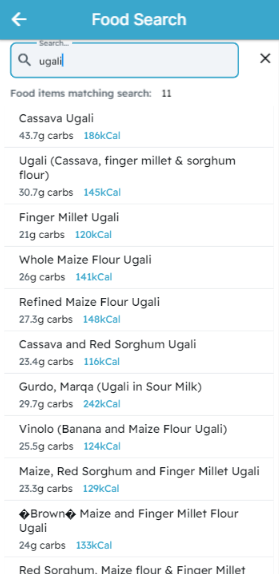 Food Search
Search...
ugali
Food items matching search: 11
Cassava Ugali
43.7g carbs 186kCal
Ugali (Cassava, finger millet & sorghum
flour)
30.7g carbs 145kCal
Finger Millet Ugali
21g carbs 120kCal
Whole Maize Flour Ugali
26g carbs 141kCal
Refined Maize Flour Ugali
27.3g carbs 148kCal
Cassava and Red Sorghum Ugali
23.4g carbs 116kCal
Gurdo, Marqa (Ugali in Sour Milk)
29.7g carbs 242kCal
Vinolo (Banana and Maize Flour Ugali)
25.5g carbs 124kCal
Maize, Red Sorghum and Finger Millet Ugali
23.3g carbs 129kCal
�Brown� Maize and Finger Millet Flour
Ugali
24g carbs 133kCal
Red Sorghum, Maize flour & Finger Millet